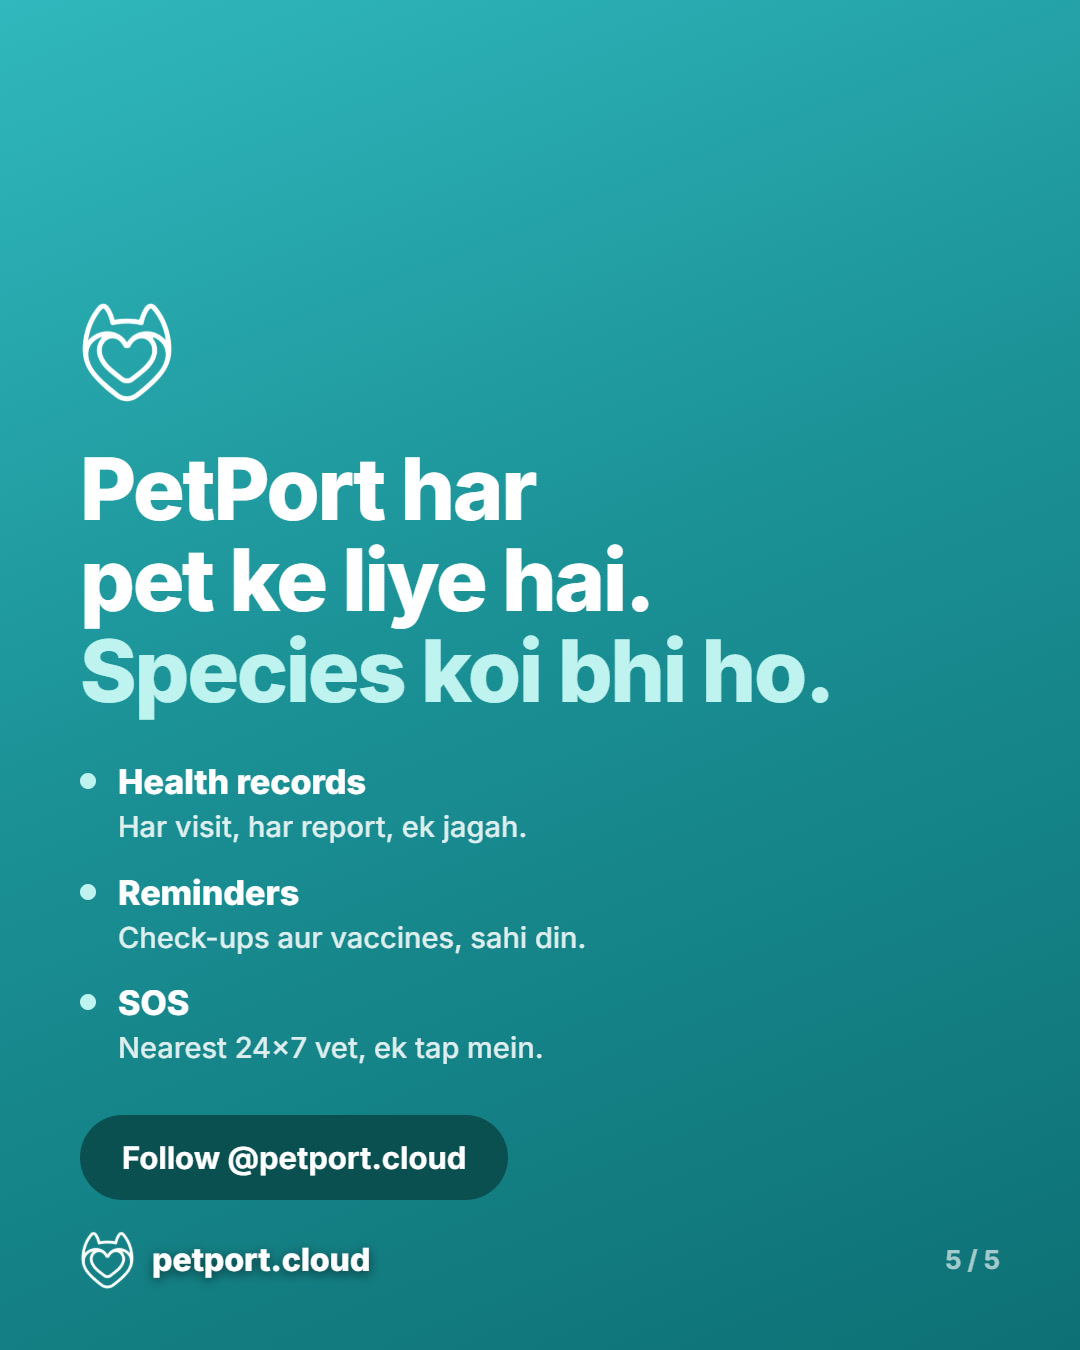 PetPort har
pet ke liye hai.
Species koi bhi ho.
Health records
Har visit, har report, ek jagah.
Reminders
Check-ups aur vaccines, sahi din.
SOS
Nearest 24×7 vet, ek tap mein.
Follow @petport.cloud
petport.cloud
5 / 5